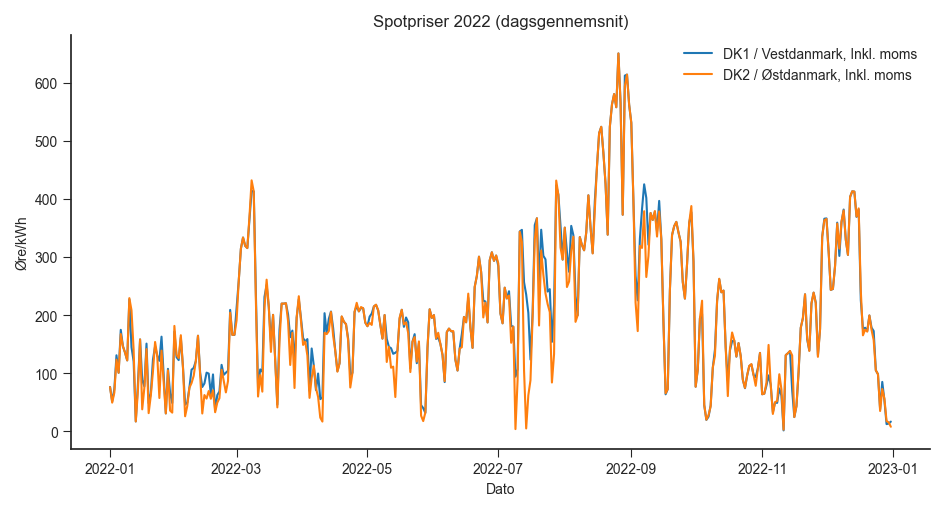 Spotpriser 2022 (dagsgennemsnit)
DK1 / Vestdanmark, Inkl. moms
DK2 / Østdanmark, Inkl. moms
Øre/kWh
600
500
400
300
200
100
0
2022-01
2022-03
2022-05
2022-07
2022-09
2022-11
2023-01
Dato